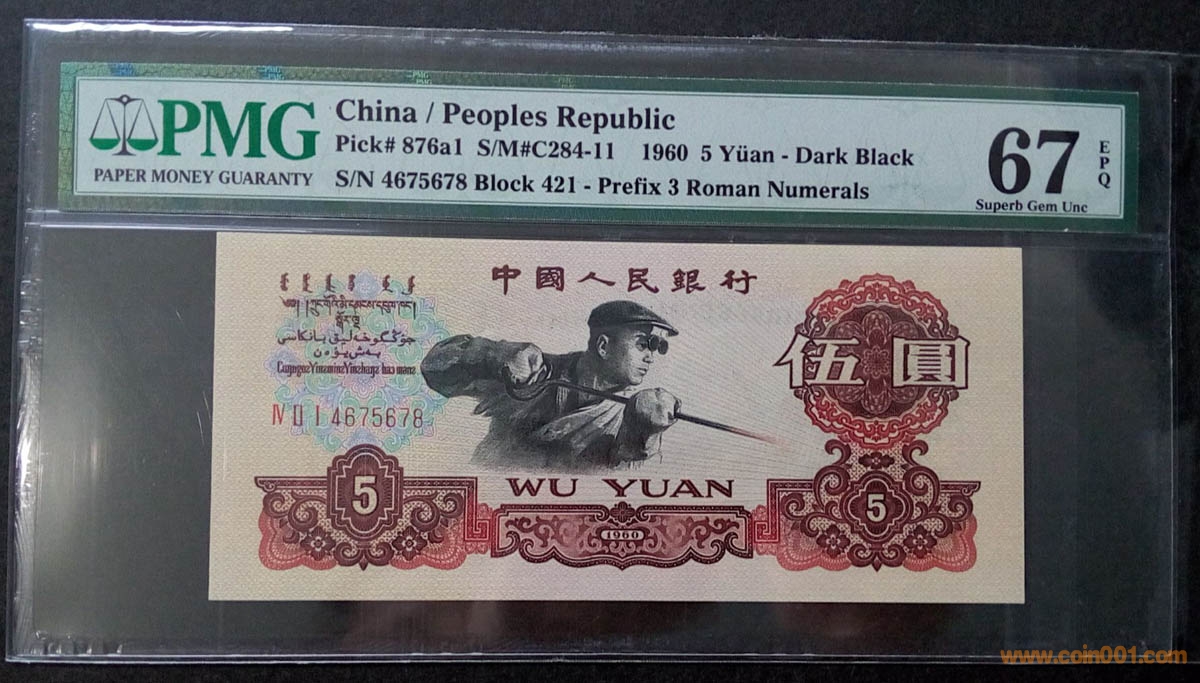 PMG
PAPER MONEY GUARANTY
China / Peoples Republic
Pick# 876a1 S/M#C284-11 1960 5 Yüan - Dark Black
S/N 4675678 Block 421 - Prefix 3 Roman Numerals
67
EPQ
Superb Gem Unc
中國人民銀行
IV II I 4675678
伍圓
5
WU YUAN
5
1960
www.coin001.com